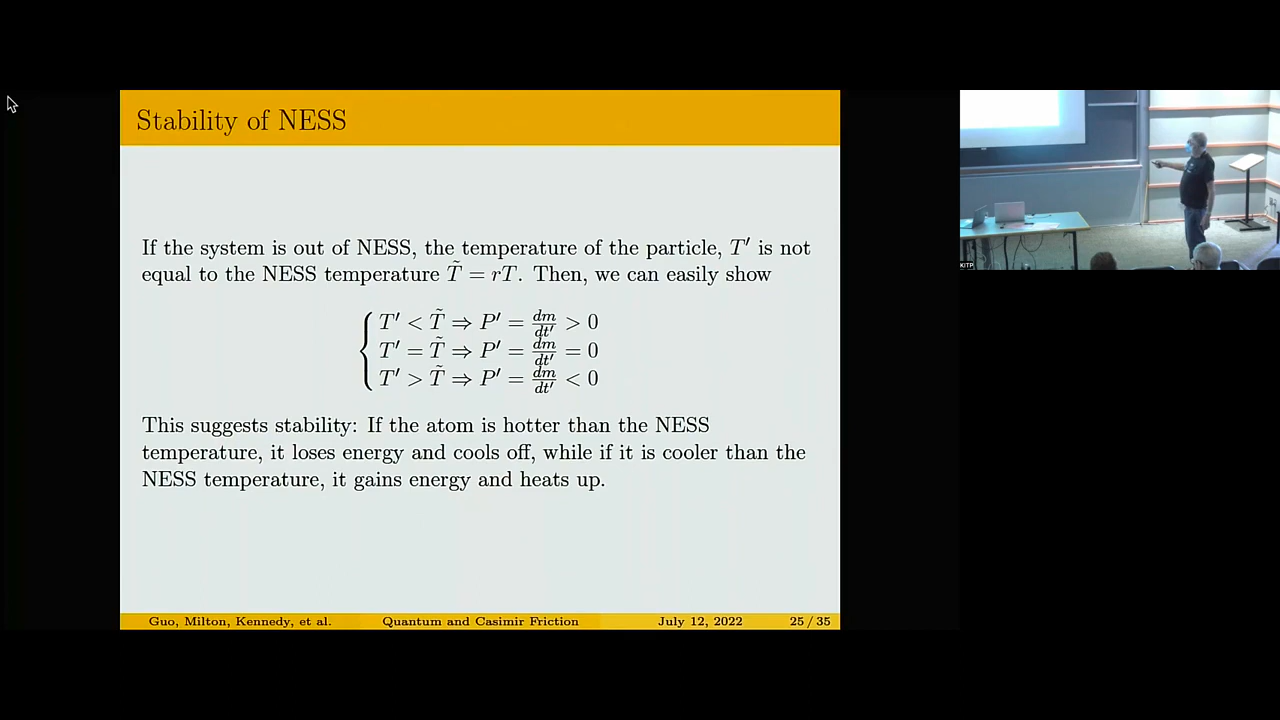 Stability of NESS
If the system is out of NESS, the temperature of the particle, T′ is not
equal to the NESS temperature T̃ = rT. Then, we can easily show
T′ < T̃ ⇒ P′ = dm/dt′ > 0
T′ = T̃ ⇒ P′ = dm/dt′ = 0
T′ > T̃ ⇒ P′ = dm/dt′ < 0
This suggests stability: If the atom is hotter than the NESS
temperature, it loses energy and cools off, while if it is cooler than the
NESS temperature, it gains energy and heats up.
Guo, Milton, Kennedy, et al. Quantum and Casimir Friction July 12, 2022 25 / 35
KITP